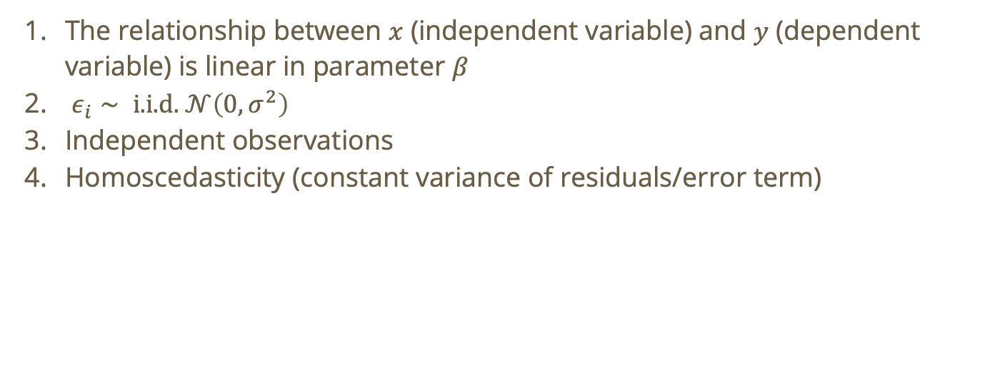 1. The relationship between x (independent variable) and y (dependent
variable) is linear in parameter β
2. ϵᵢ ~ i.i.d. 𝒩(0, σ²)
3. Independent observations
4. Homoscedasticity (constant variance of residuals/error term)